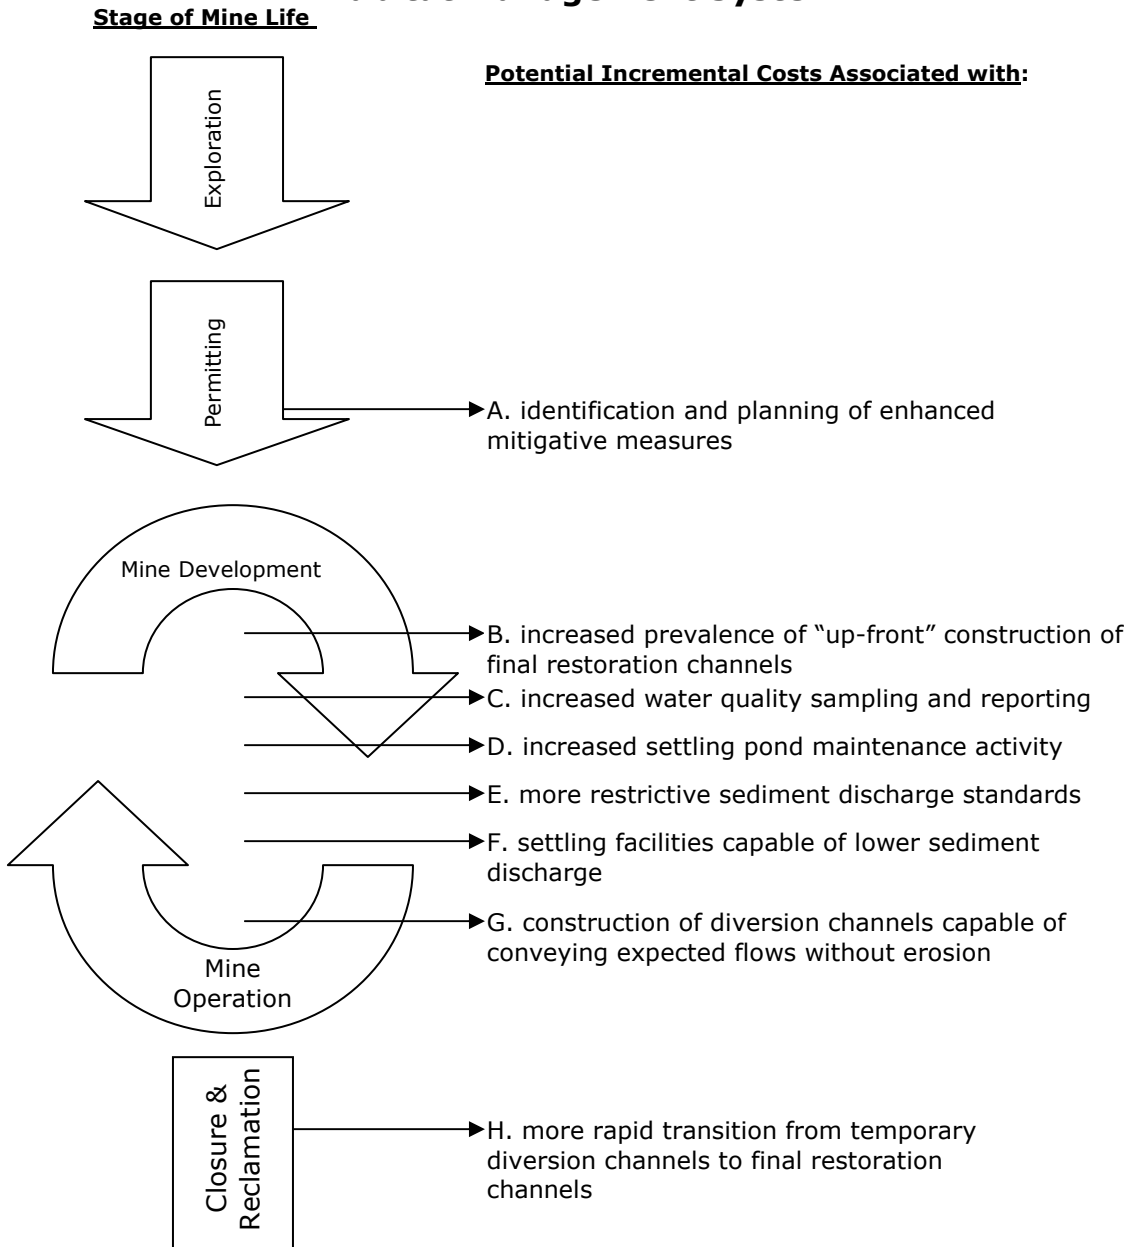 Stage of Mine Life
Potential Incremental Costs Associated with:
Exploration
Permitting
A. identification and planning of enhanced
mitigative measures
Mine Development
B. increased prevalence of “up-front” construction of
final restoration channels
C. increased water quality sampling and reporting
D. increased settling pond maintenance activity
E. more restrictive sediment discharge standards
F. settling facilities capable of lower sediment
discharge
G. construction of diversion channels capable of
conveying expected flows without erosion
Mine
Operation
Closure &
Reclamation
H. more rapid transition from temporary
diversion channels to final restoration
channels